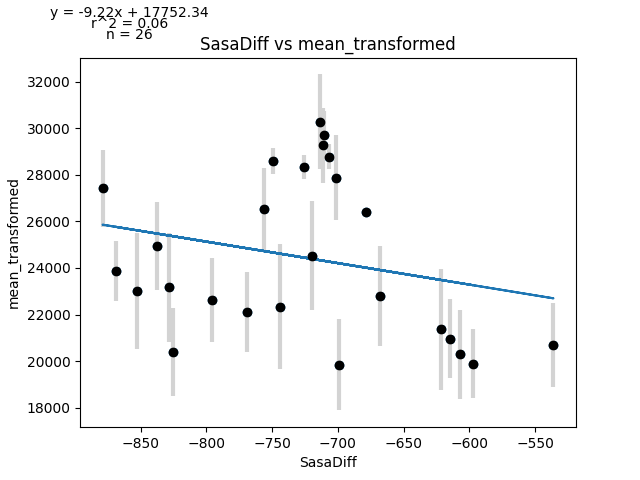 y = -9.22x + 17752.34
r^2 = 0.06
n = 26
SasaDiff vs mean_transformed
mean_transformed
32000
30000
28000
26000
24000
22000
20000
18000
−850
−800
−750
−700
−650
−600
−550
SasaDiff